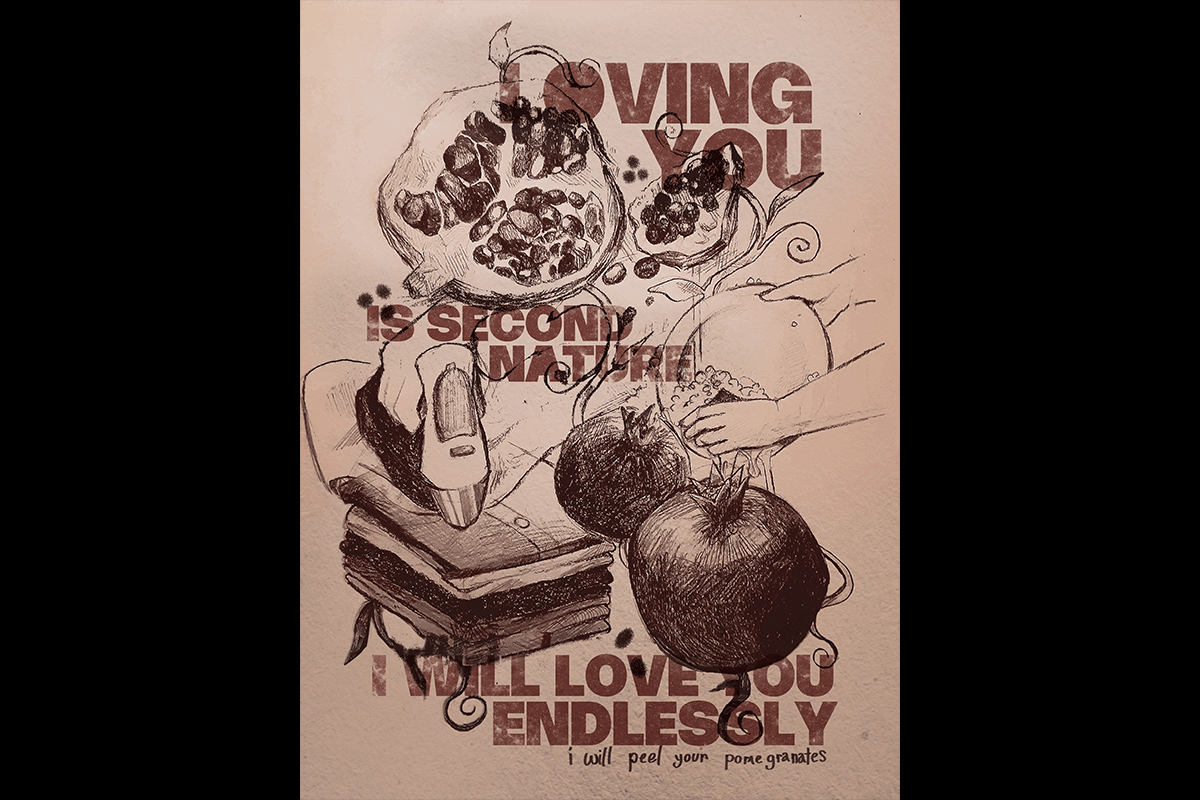 LOVING
YOU
IS SECOND
NATURE
I WILL LOVE YOU
ENDLESSLY
i will peel your pomegranates